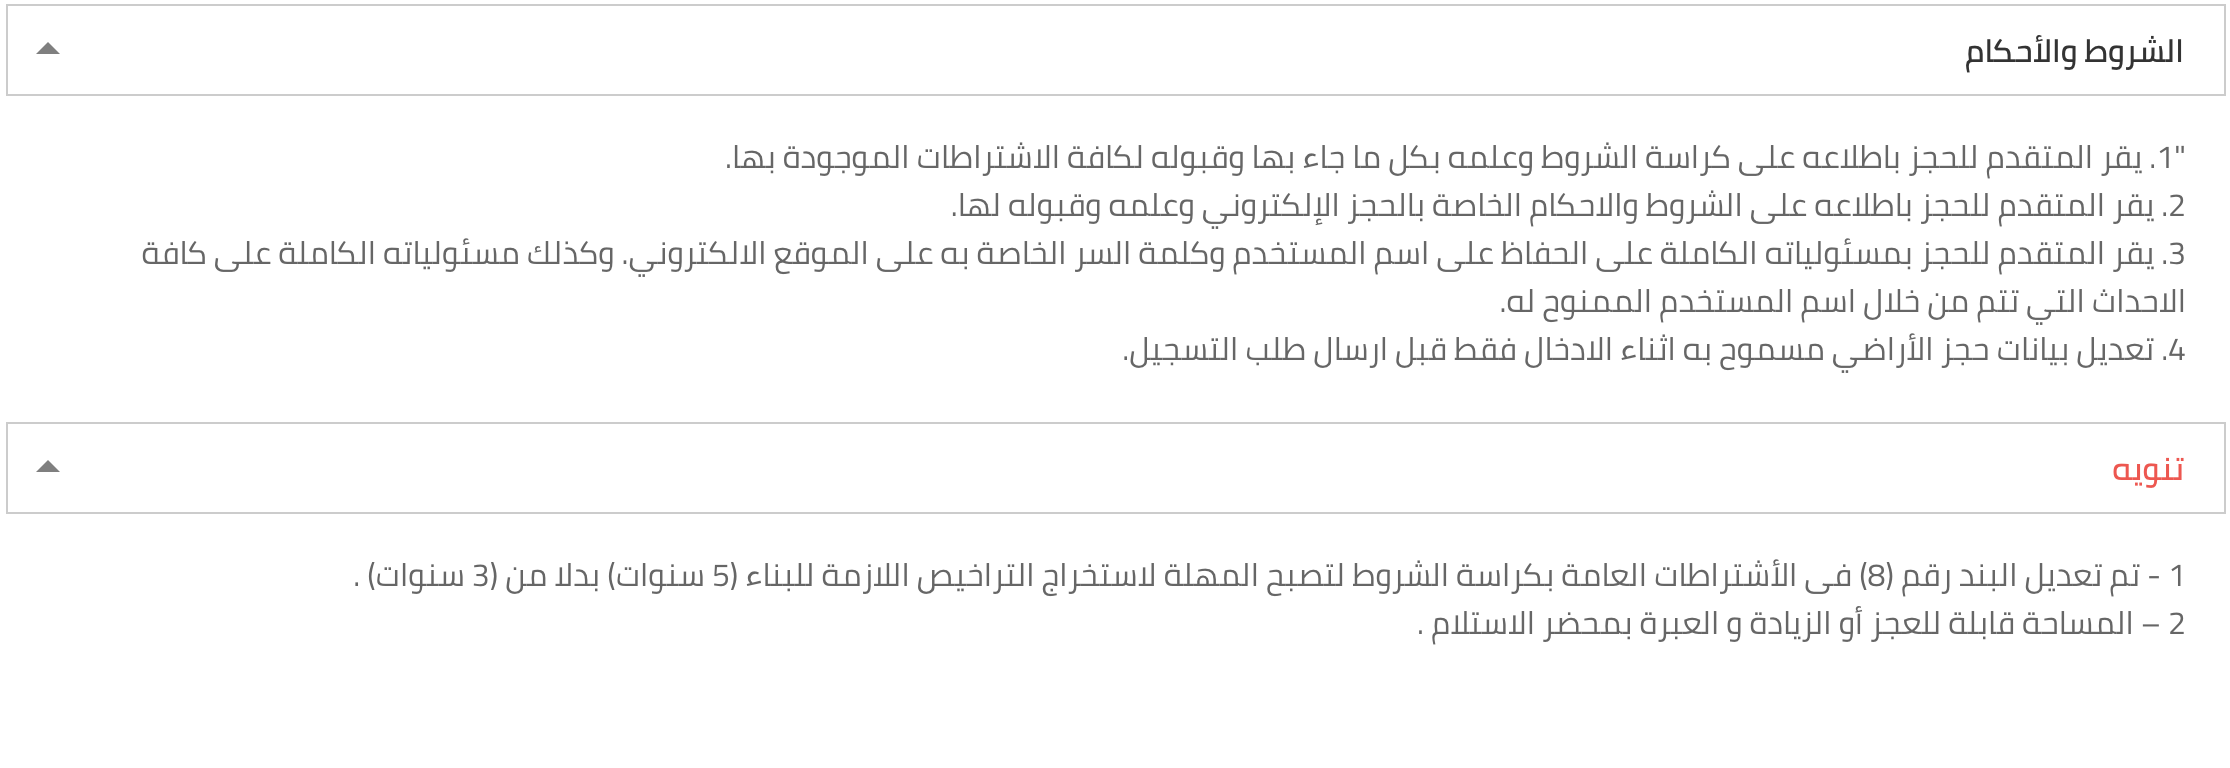 الشروط والأحكام
"1. يقر المتقدم للحجز باطلاعه على كراسة الشروط وعلمه بكل ما جاء بها وقبوله لكافة الاشتراطات الموجودة بها.
2. يقر المتقدم للحجز باطلاعه على الشروط والاحكام الخاصة بالحجز الإلكتروني وعلمه وقبوله لها.
3. يقر المتقدم للحجز بمسئولياته الكاملة على الحفاظ على اسم المستخدم وكلمة السر الخاصة به على الموقع الالكتروني. وكذلك مسئولياته الكاملة على كافة
الاحداث التي تتم من خلال اسم المستخدم الممنوح له.
4. تعديل بيانات حجز الأراضي مسموح به اثناء الادخال فقط قبل ارسال طلب التسجيل.
تنويه
1 - تم تعديل البند رقم (8) فى الأشتراطات العامة بكراسة الشروط لتصبح المهلة لاستخراج التراخيص اللازمة للبناء (5 سنوات) بدلا من (3 سنوات) .
2 – المساحة قابلة للعجز أو الزيادة و العبرة بمحضر الاستلام .